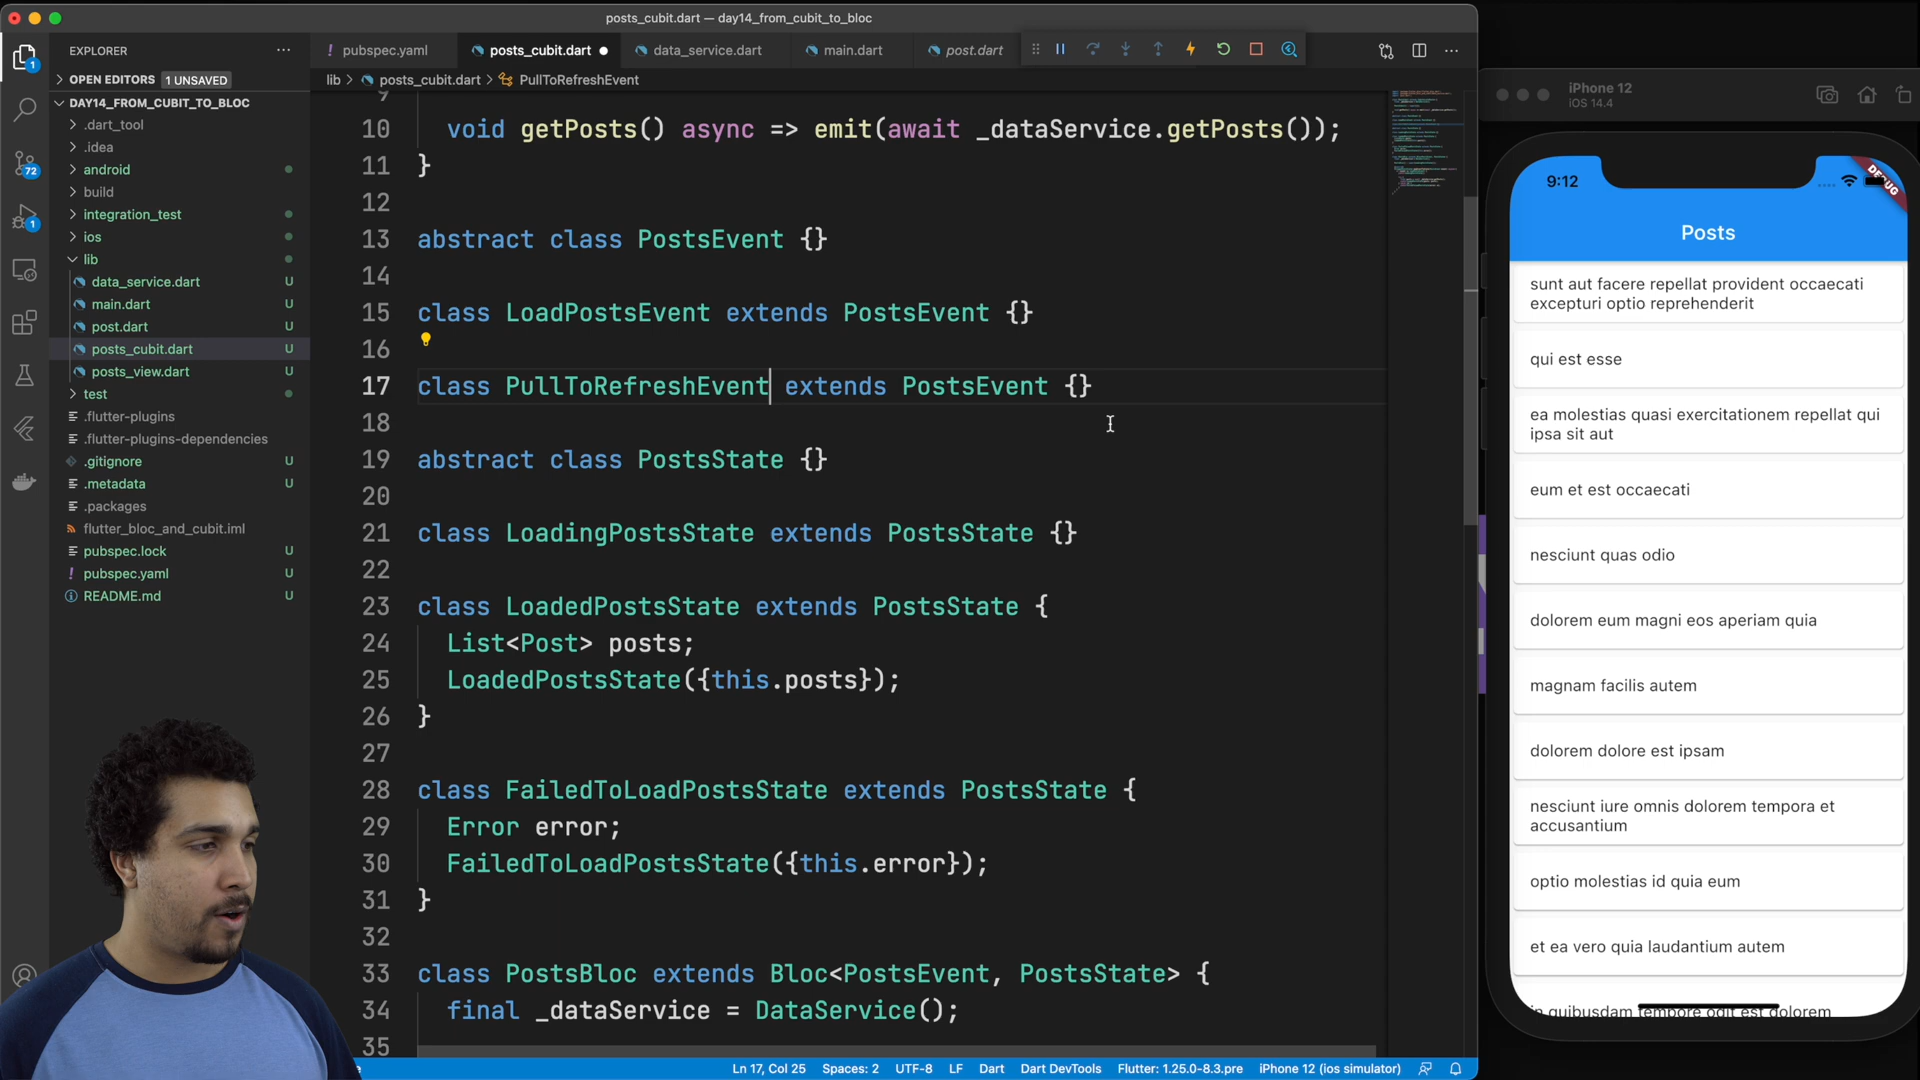 posts_cubit.dart — day14_from_cubit_to_bloc
EXPLORER
pubspec.yaml
posts_cubit.dart
data_service.dart
main.dart
post.dart
OPEN EDITORS 1 UNSAVED
lib > posts_cubit.dart > PullToRefreshEvent
DAY14_FROM_CUBIT_TO_BLOC
.dart_tool
.idea
android
build
integration_test
ios
lib
data_service.dart U
main.dart U
post.dart U
posts_cubit.dart U
posts_view.dart U
test
.flutter-plugins
.flutter-plugins-dependencies
.gitignore U
.metadata U
.packages
flutter_bloc_and_cubit.iml
pubspec.lock U
pubspec.yaml U
README.md U
1
72
1
9
10 void getPosts() async => emit(await _dataService.getPosts());
11 }
12
13 abstract class PostsEvent {}
14
15 class LoadPostsEvent extends PostsEvent {}
16
17 class PullToRefreshEvent extends PostsEvent {}
18
19 abstract class PostsState {}
20
21 class LoadingPostsState extends PostsState {}
22
23 class LoadedPostsState extends PostsState {
24 List<Post> posts;
25 LoadedPostsState({this.posts});
26 }
27
28 class FailedToLoadPostsState extends PostsState {
29 Error error;
30 FailedToLoadPostsState({this.error});
31 }
32
33 class PostsBloc extends Bloc<PostsEvent, PostsState> {
34 final _dataService = DataService();
35
Ln 17, Col 25 Spaces: 2 UTF-8 LF Dart Dart DevTools Flutter: 1.25.0-8.3.pre iPhone 12 (ios simulator)
iPhone 12
iOS 14.4
9:12
DEBUG
Posts
sunt aut facere repellat provident occaecati
excepturi optio reprehenderit
qui est esse
ea molestias quasi exercitationem repellat qui
ipsa sit aut
eum et est occaecati
nesciunt quas odio
dolorem eum magni eos aperiam quia
magnam facilis autem
dolorem dolore est ipsam
nesciunt iure omnis dolorem tempora et
accusantium
optio molestias id quia eum
et ea vero quia laudantium autem
in quibusdam tempore odit est dolorem